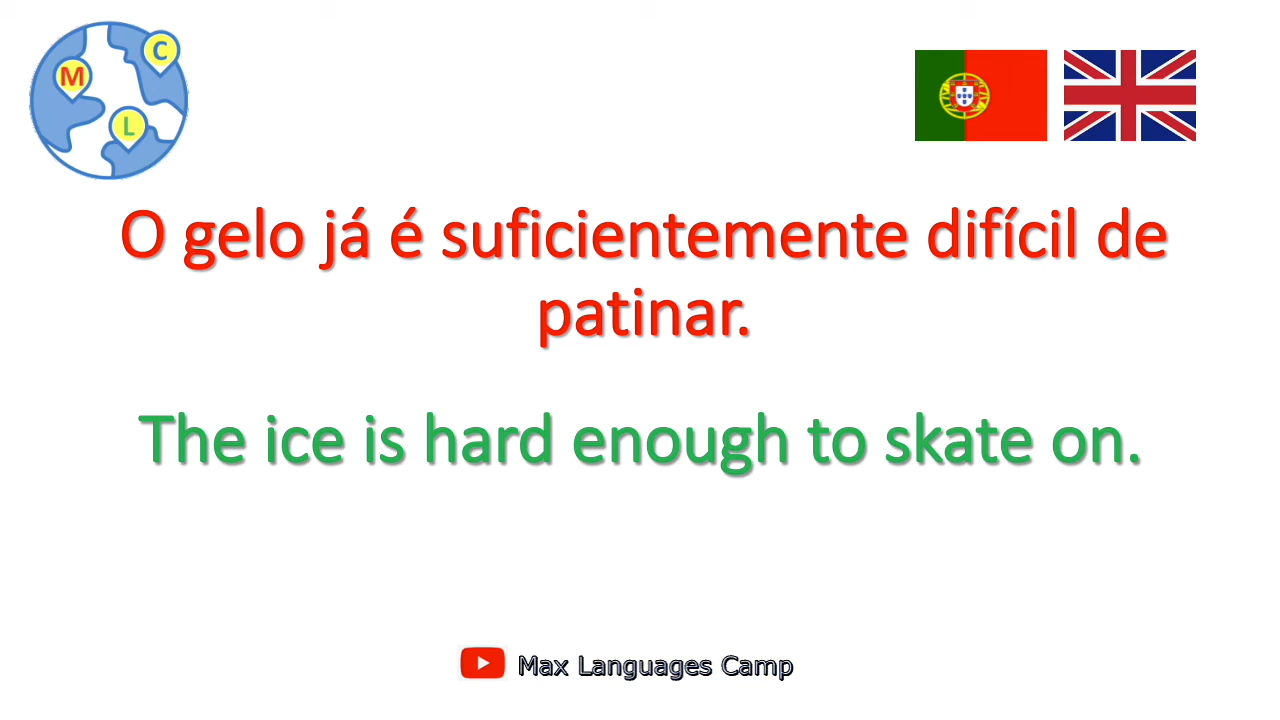 C
M
L
O gelo já é suficientemente difícil de
patinar.
The ice is hard enough to skate on.
Max Languages Camp